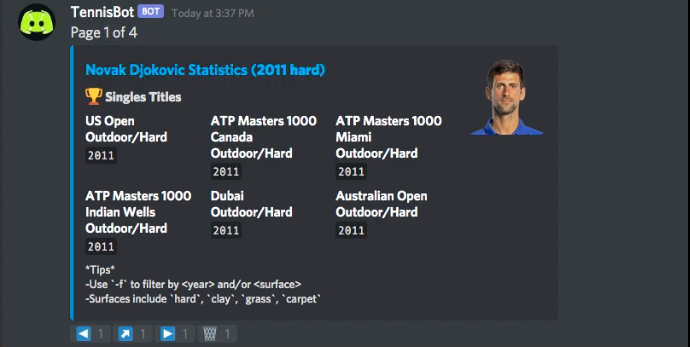 TennisBot BOT Today at 3:37 PM
Page 1 of 4
Novak Djokovic Statistics (2011 hard)
🏆 Singles Titles
US Open
Outdoor/Hard
2011
ATP Masters 1000
Canada
Outdoor/Hard
2011
ATP Masters 1000
Miami
Outdoor/Hard
2011
ATP Masters 1000
Indian Wells
Outdoor/Hard
2011
Dubai
Outdoor/Hard
2011
Australian Open
Outdoor/Hard
2011
*Tips*
-Use `-f` to filter by <year> and/or <surface>
-Surfaces include `hard`, `clay`, `grass`, `carpet`
1 1 1 1